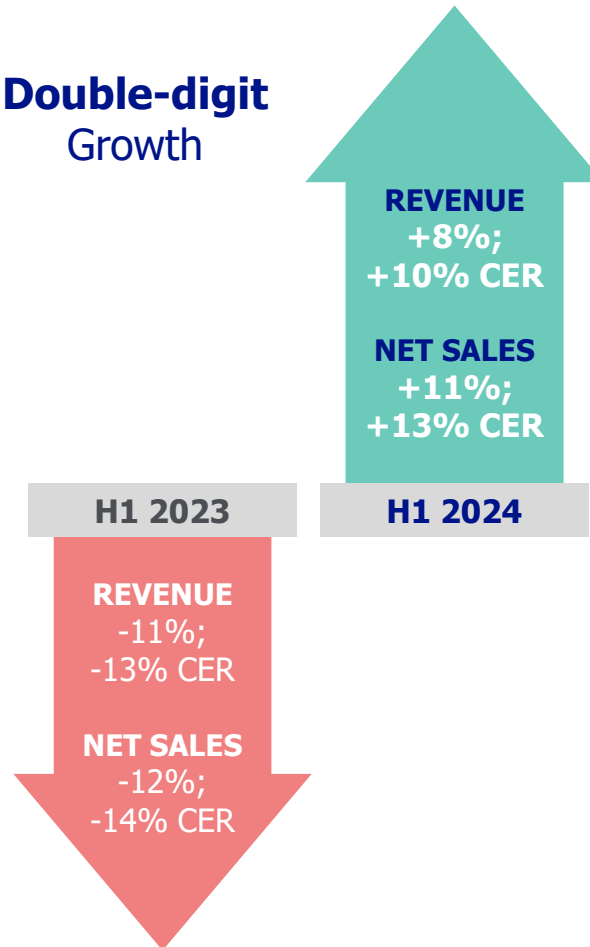 Double-digit
Growth
REVENUE
+8%;
+10% CER
NET SALES
+11%;
+13% CER
H1 2023
H1 2024
REVENUE
-11%;
-13% CER
NET SALES
-12%;
-14% CER